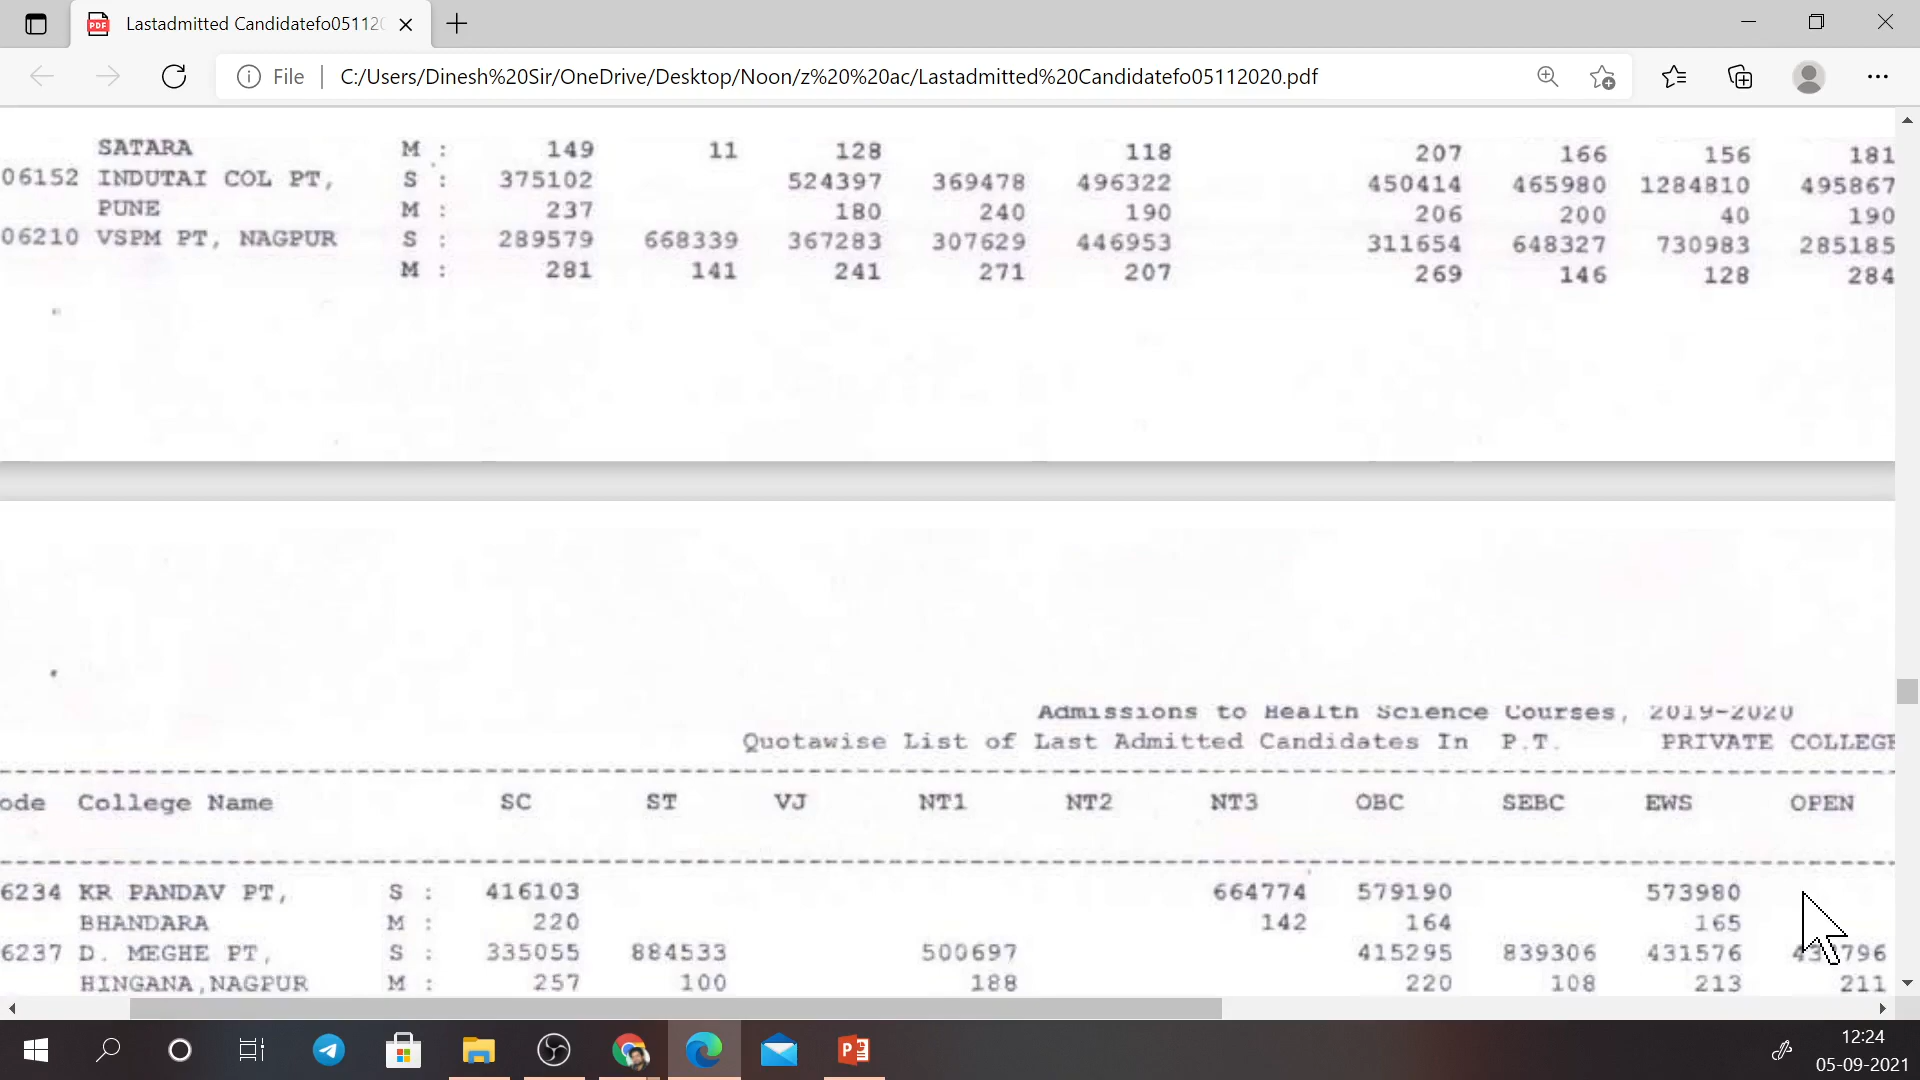 Lastadmitted Candidatefo05112
File C:/Users/Dinesh%20Sir/OneDrive/Desktop/Noon/z%20%20ac/Lastadmitted%20Candidatefo05112020.pdf
SATARA M : 149 11 128 118 207 166 156 181
06152 INDUTAI COL PT, S : 375102 524397 369478 496322 450414 465980 1284810 495867
PUNE M : 237 180 240 190 206 200 40 190
06210 VSPM PT, NAGPUR S : 289579 668339 367283 307629 446953 311654 648327 730983 285185
M : 281 141 241 271 207 269 146 128 284
Admissions to Health Science Courses, 2019-2020
Quotawise List of Last Admitted Candidates In P.T. PRIVATE COLLEGE
ode College Name SC ST VJ NT1 NT2 NT3 OBC SEBC EWS OPEN
6234 KR PANDAV PT, S : 416103 664774 579190 573980
BHANDARA M : 220 142 164 165
6237 D. MEGHE PT, S : 335055 884533 500697 415295 839306 431576
HINGANA,NAGPUR M : 257 100 188 220 108 213 211
12:24
05-09-2021